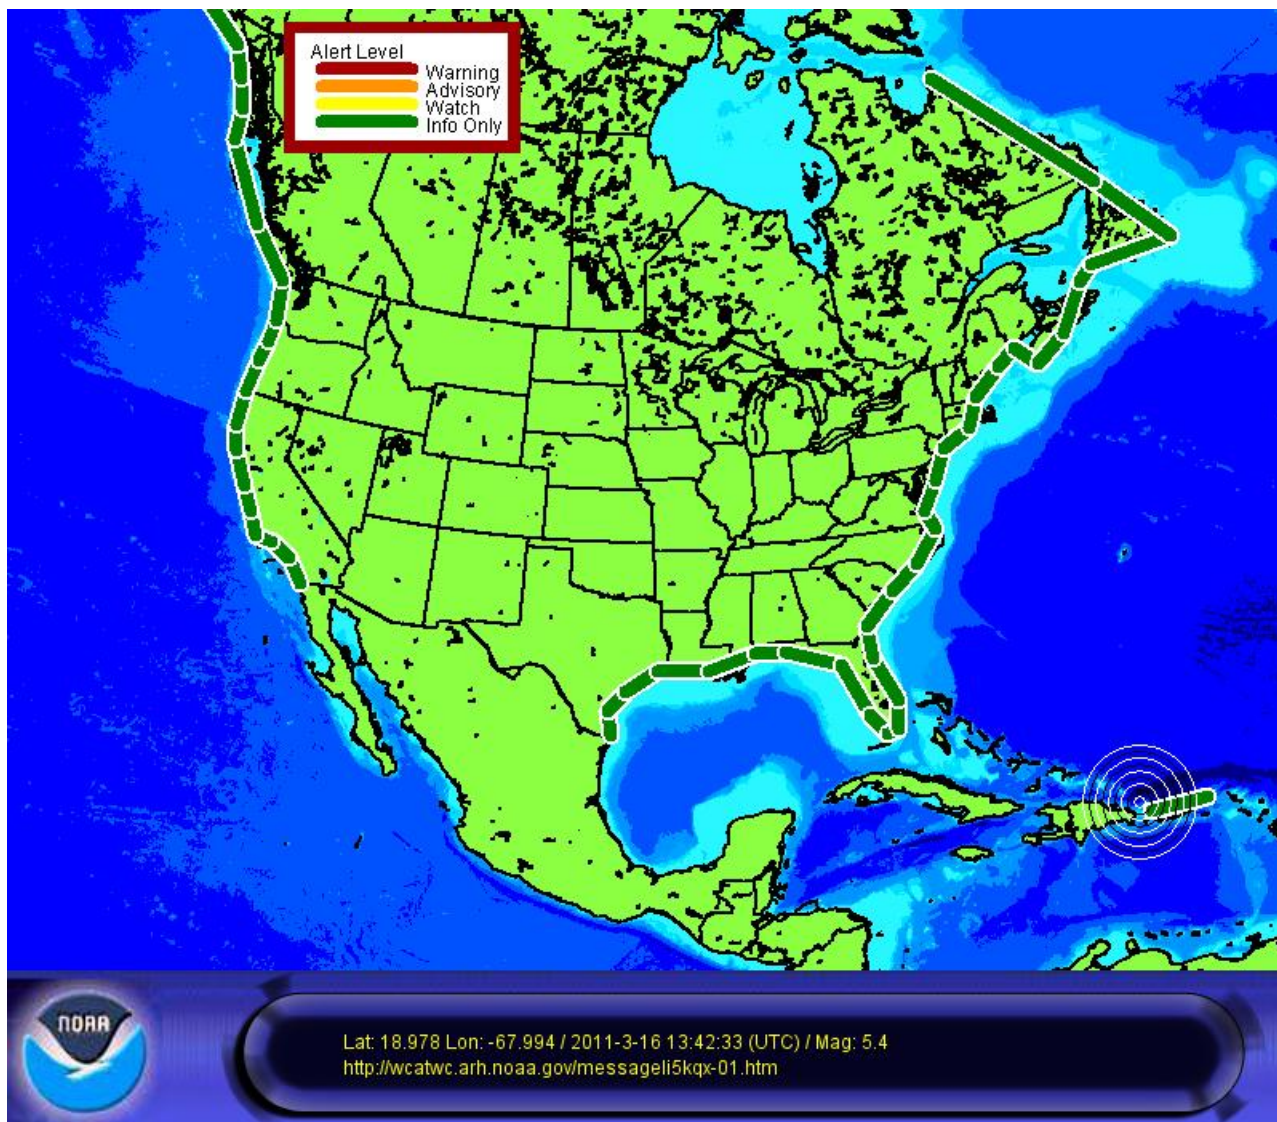 Alert Level
Warning
Advisory
Watch
Info Only
NOAA
Lat: 18.978 Lon: -67.994 / 2011-3-16 13:42:33 (UTC) / Mag: 5.4
http://wcatwc.arh.noaa.gov/messageli5kqx-01.htm